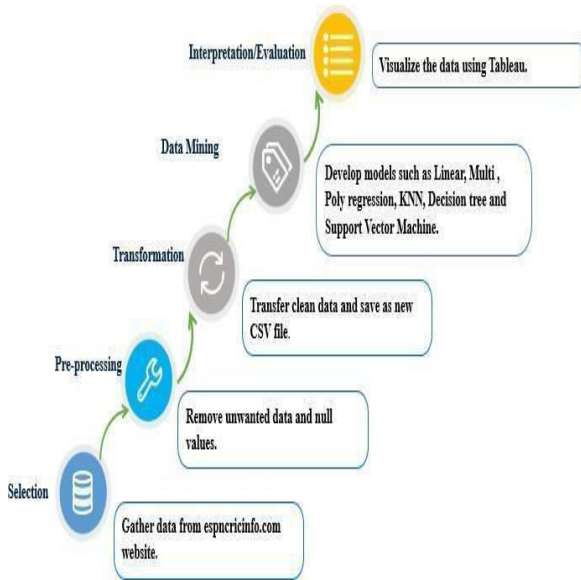 Interpretation/Evaluation
Visualize the data using Tableau.
Data Mining
Develop models such as Linear, Multi ,
Poly regression, KNN, Decision tree and
Support Vector Machine.
Transformation
Transfer clean data and save as new
CSV file.
Pre-processing
Remove unwanted data and null
values.
Selection
Gather data from espncricinfo.com
website.